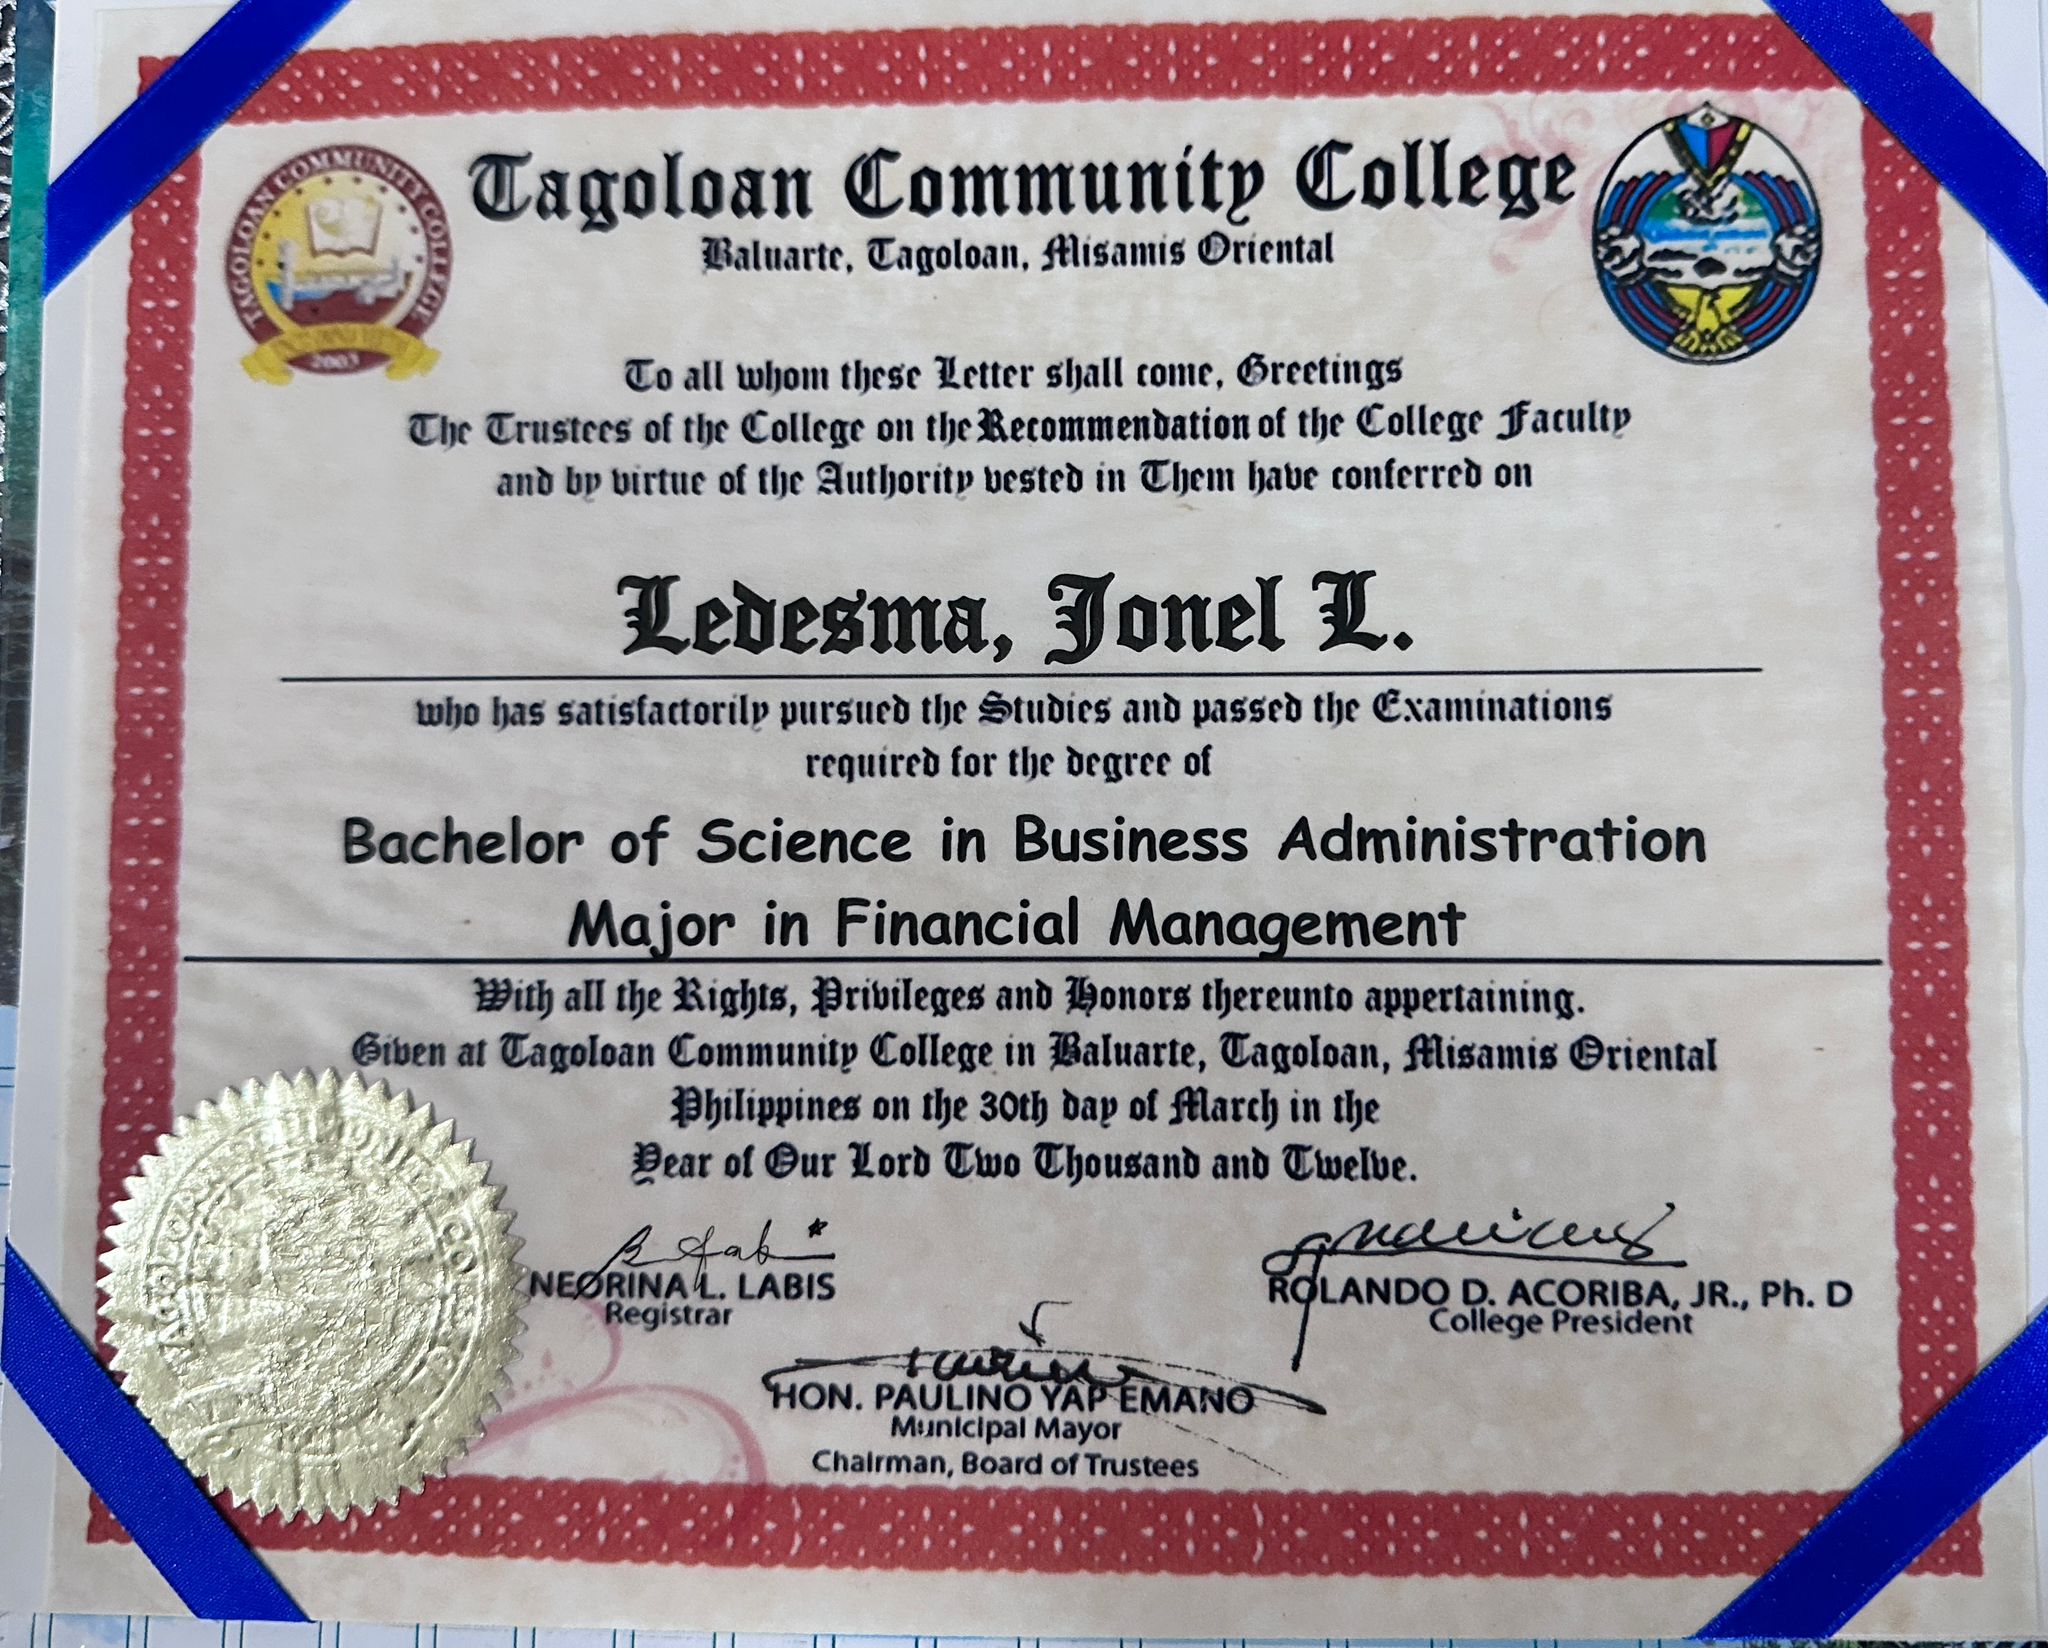 TAGOLOAN COMMUNITY COLLEGE
2003
Tagoloan Community College
Baluarte, Tagoloan, Misamis Oriental
To all whom these Letter shall come, Greetings
The Trustees of the College on the Recommendation of the College Faculty
and by virtue of the Authority vested in Them have conferred on
Ledesma, Jonel L.
who has satisfactorily pursued the Studies and passed the Examinations
required for the degree of
Bachelor of Science in Business Administration
Major in Financial Management
With all the Rights, Privileges and Honors thereunto appertaining.
Given at Tagoloan Community College in Baluarte, Tagoloan, Misamis Oriental
Philippines on the 30th day of March in the
Year of Our Lord Two Thousand and Twelve.
NEORINA L. LABIS
Registrar
ROLANDO D. ACORIBA, JR., Ph. D
College President
HON. PAULINO YAP EMANO
Municipal Mayor
Chairman, Board of Trustees